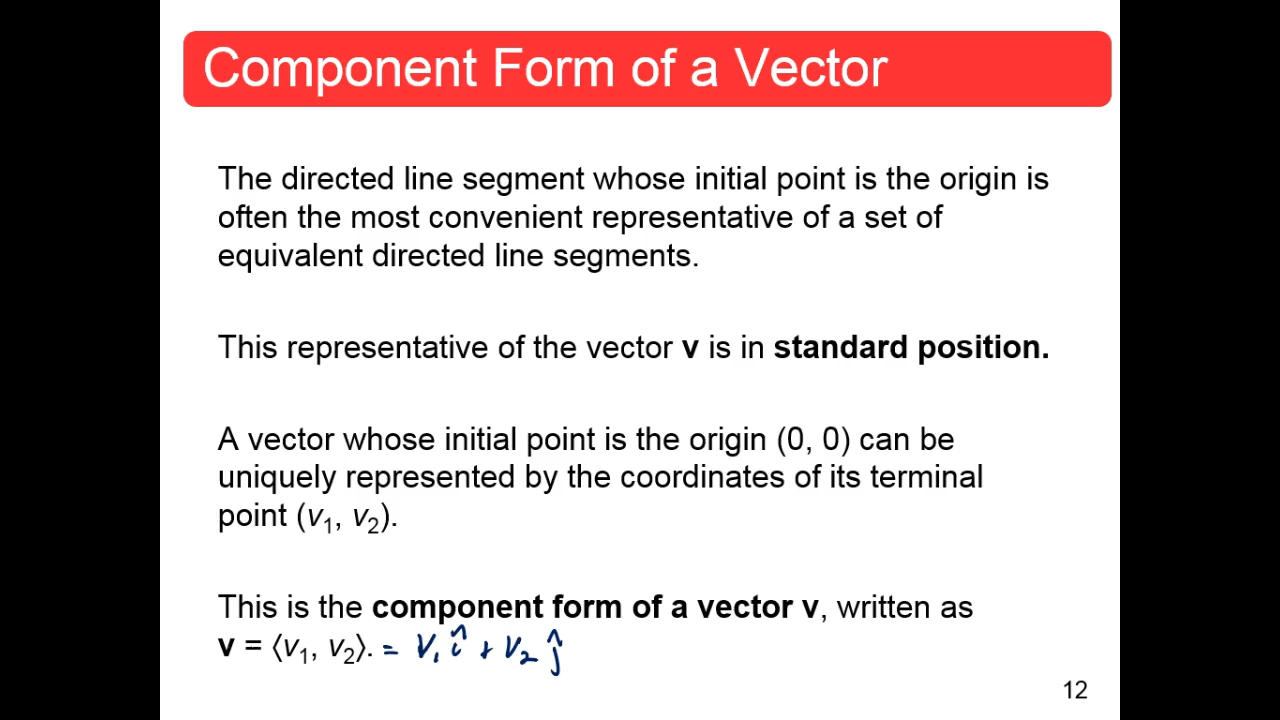 Component Form of a Vector
The directed line segment whose initial point is the origin is
often the most convenient representative of a set of
equivalent directed line segments.
This representative of the vector v is in standard position.
A vector whose initial point is the origin (0, 0) can be
uniquely represented by the coordinates of its terminal
point (v₁, v₂).
This is the component form of a vector v, written as
v = ⟨v₁, v₂⟩. = v₁ î + v₂ ĵ
12